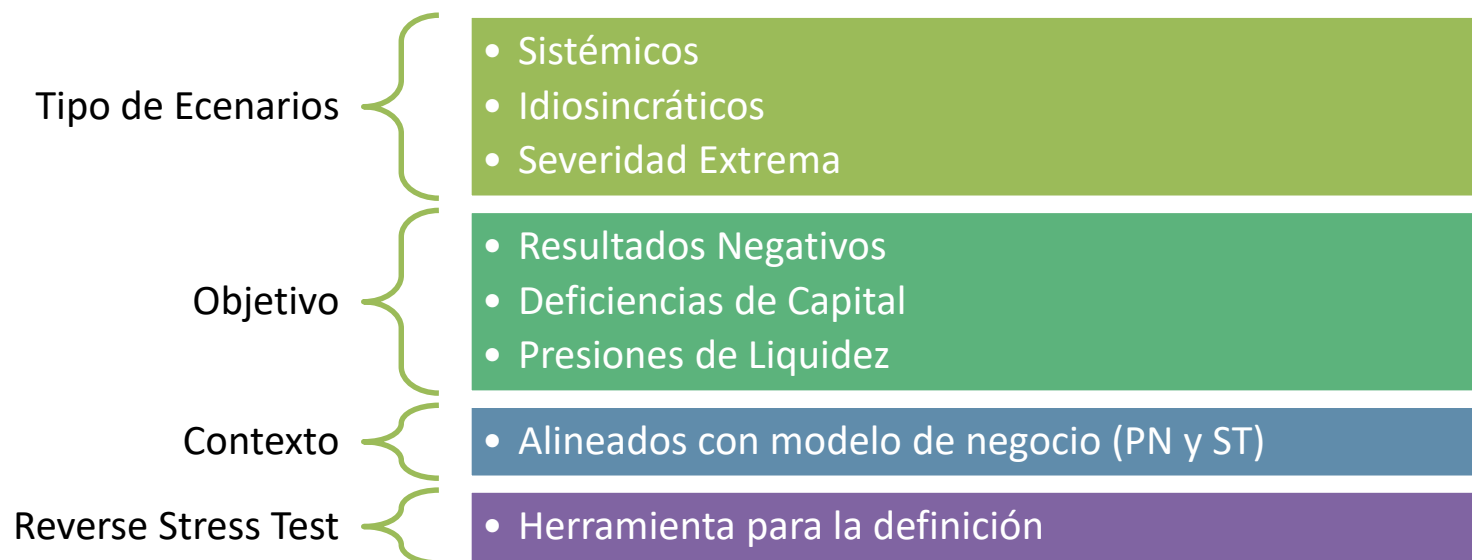 Tipo de Ecenarios
• Sistémicos
• Idiosincráticos
• Severidad Extrema
Objetivo
• Resultados Negativos
• Deficiencias de Capital
• Presiones de Liquidez
Contexto
• Alineados con modelo de negocio (PN y ST)
Reverse Stress Test
• Herramienta para la definición